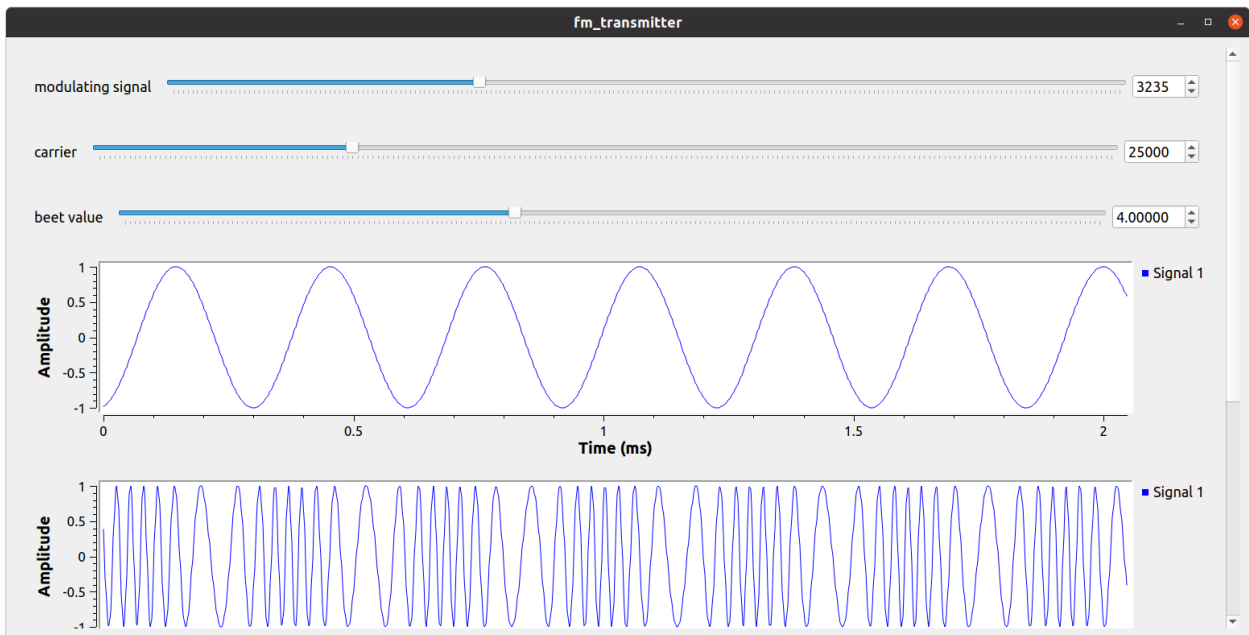 fm_transmitter
modulating signal 3235
carrier 25000
beet value 4.00000
1
0.5
0
-0.5
-1
Amplitude
Signal 1
0 0.5 1 1.5 2
Time (ms)
1
0.5
0
-0.5
-1
Amplitude
Signal 1